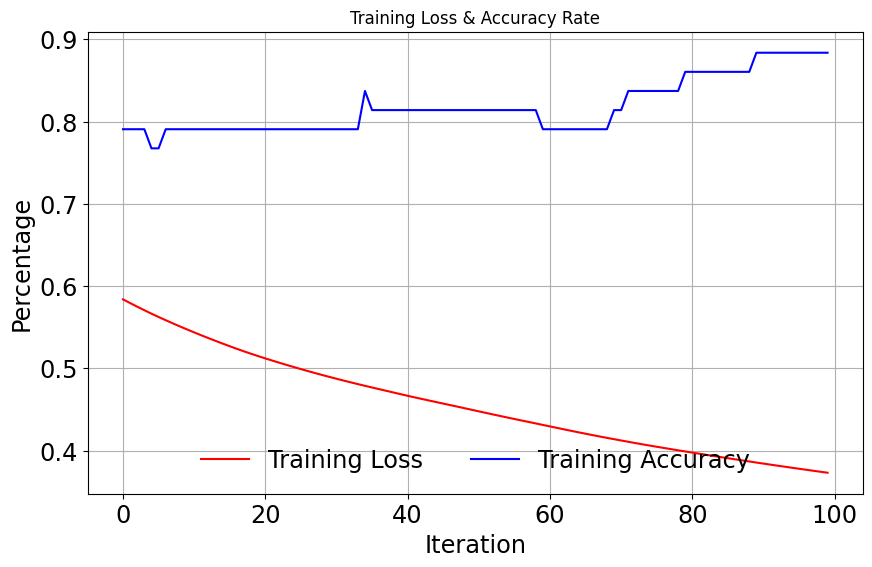 Training Loss & Accuracy Rate
0.9
0.8
0.7
0.6
0.5
0.4
Percentage
Training Loss Training Accuracy
0 20 40 60 80 100
Iteration